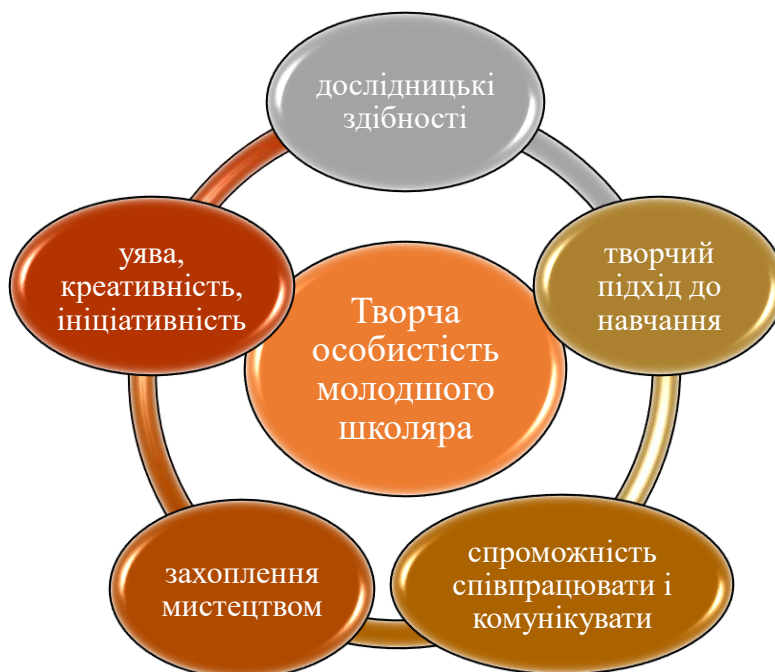 дослідницькі
здібності
творчий
підхід до
навчання
спроможність
співпрацювати і
комунікувати
захоплення
мистецтвом
уява,
креативність,
ініціативність
Творча
особистість
молодшого
школяра